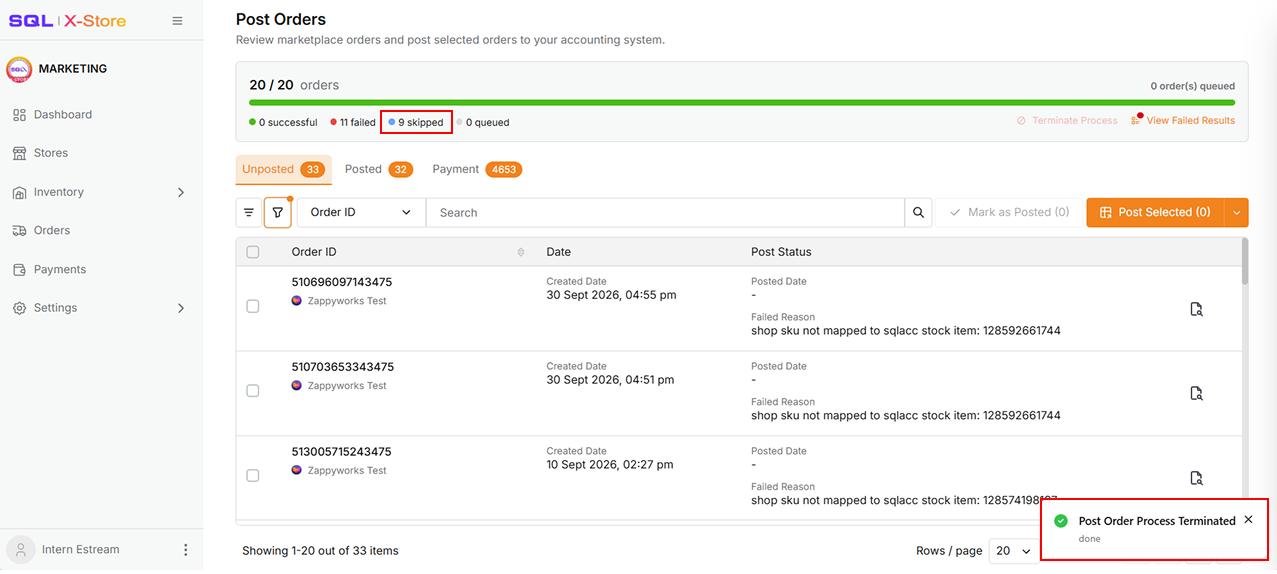 SQL | X-Store
MARKETING
Dashboard
Stores
Inventory
Orders
Payments
Settings
Intern Estream
Post Orders
Review marketplace orders and post selected orders to your accounting system.
20 / 20 orders
0 order(s) queued
0 successful 11 failed 9 skipped 0 queued
Terminate Process View Failed Results
Unposted 33 Posted 32 Payment 4653
Order ID Search Mark as Posted (0) Post Selected (0)
Order ID Date Post Status
510696097143475
Zappyworks Test
Created Date
30 Sept 2026, 04:55 pm
Posted Date
-
Failed Reason
shop sku not mapped to sqlacc stock item: 128592661744
510703653343475
Zappyworks Test
Created Date
30 Sept 2026, 04:51 pm
Posted Date
-
Failed Reason
shop sku not mapped to sqlacc stock item: 128592661744
513005715243475
Zappyworks Test
Created Date
10 Sept 2026, 02:27 pm
Posted Date
-
Failed Reason
shop sku not mapped to sqlacc stock item:
Showing 1-20 out of 33 items
Rows / page 20
Post Order Process Terminated
done